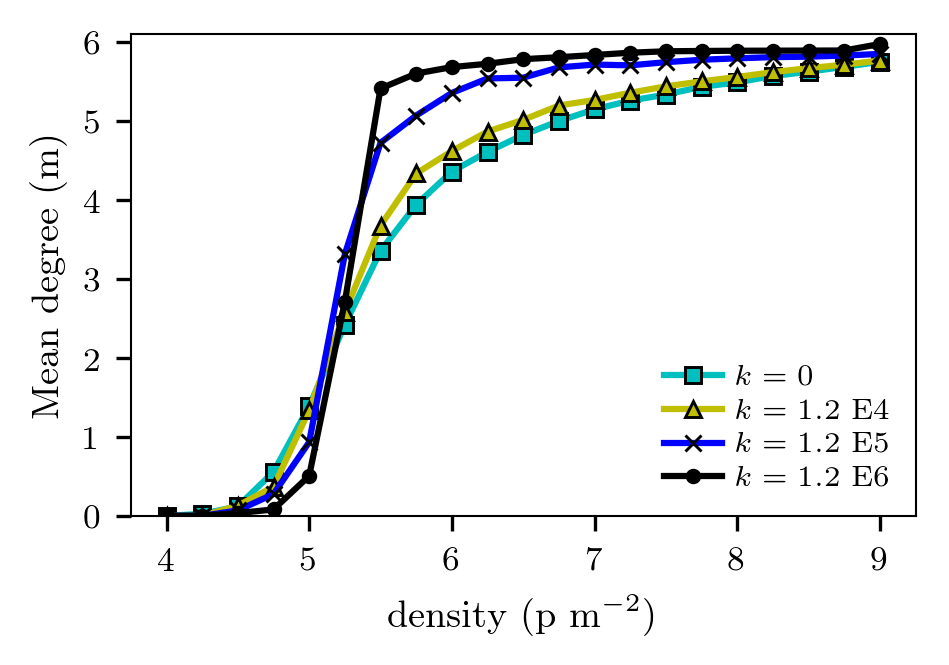 6
5
4
3
2
1
0
Mean degree (m)
k = 0
k = 1.2 E4
k = 1.2 E5
k = 1.2 E6
4 5 6 7 8 9
density (p m⁻²)